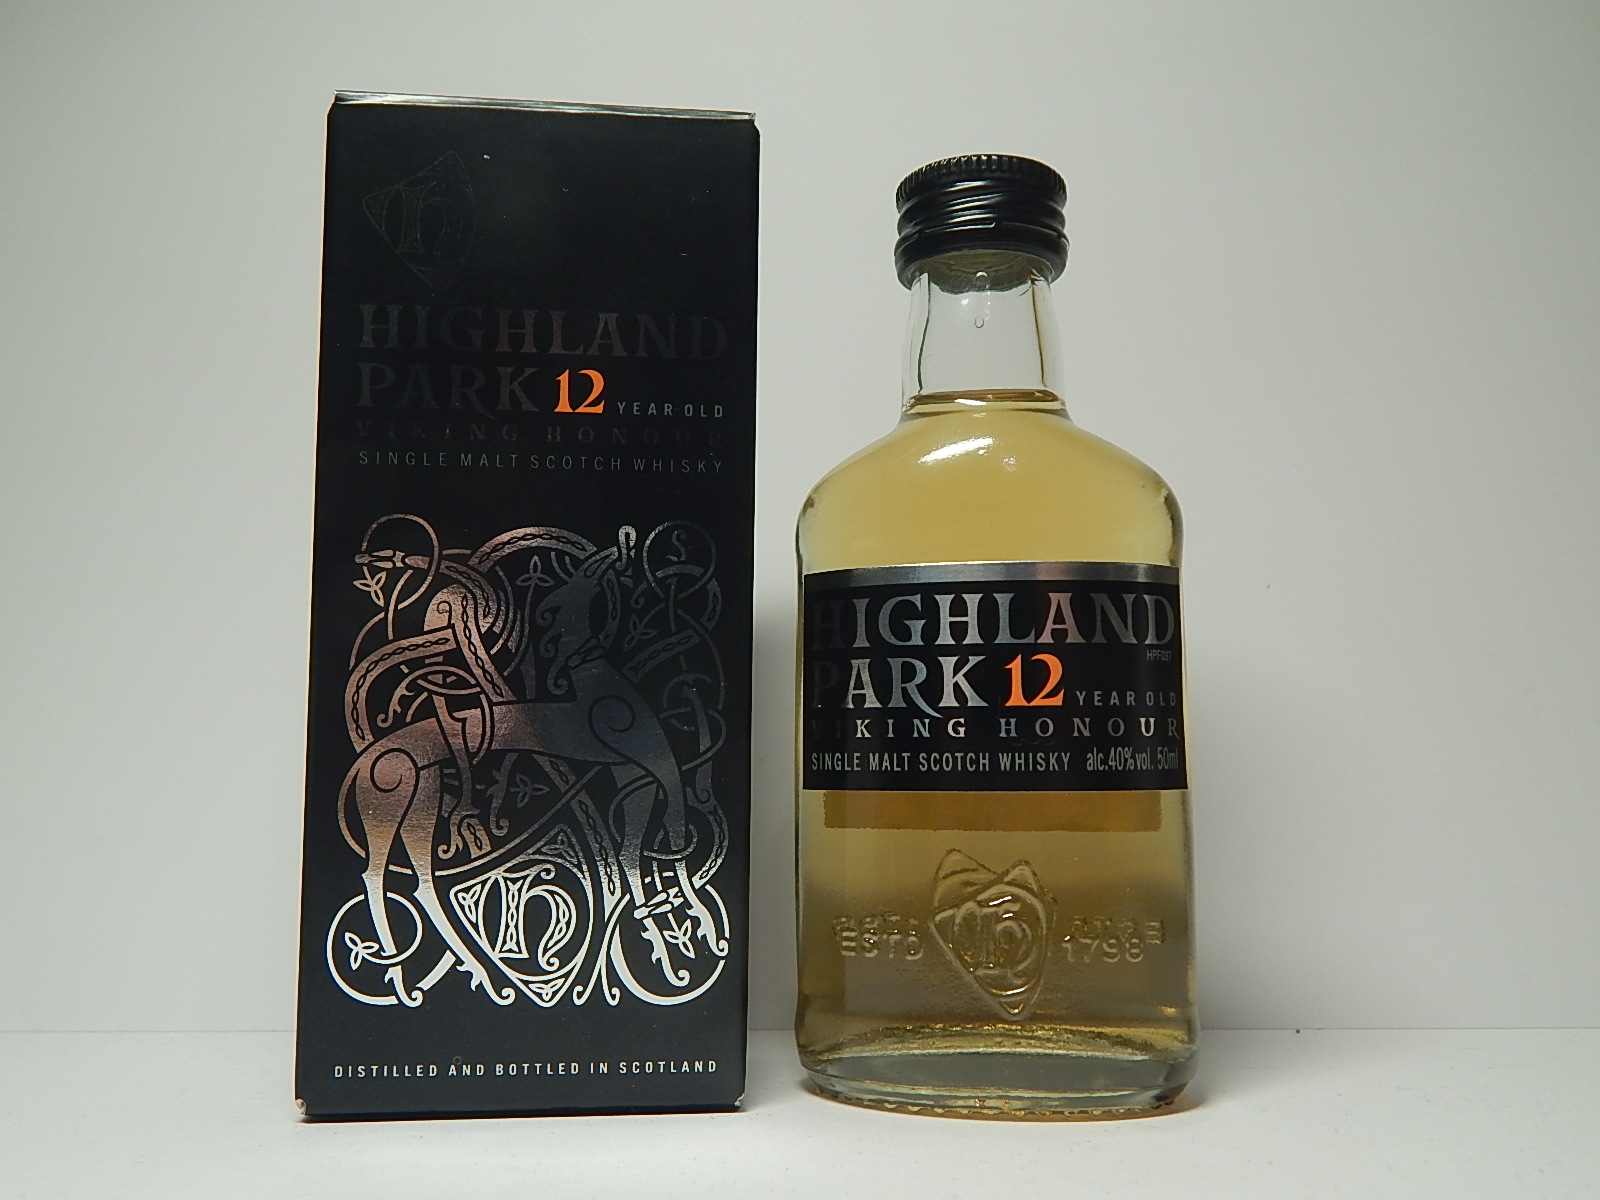 HIGHLAND
PARK 12 YEAR OLD
VIKING HONOUR
SINGLE MALT SCOTCH WHISKY
H
DISTILLED AND BOTTLED IN SCOTLAND
HIGHLAND
HPF037
PARK 12 YEAR OLD
VIKING HONOUR
SINGLE MALT SCOTCH WHISKY alc.40%vol. 50ml
ESTD H 1798